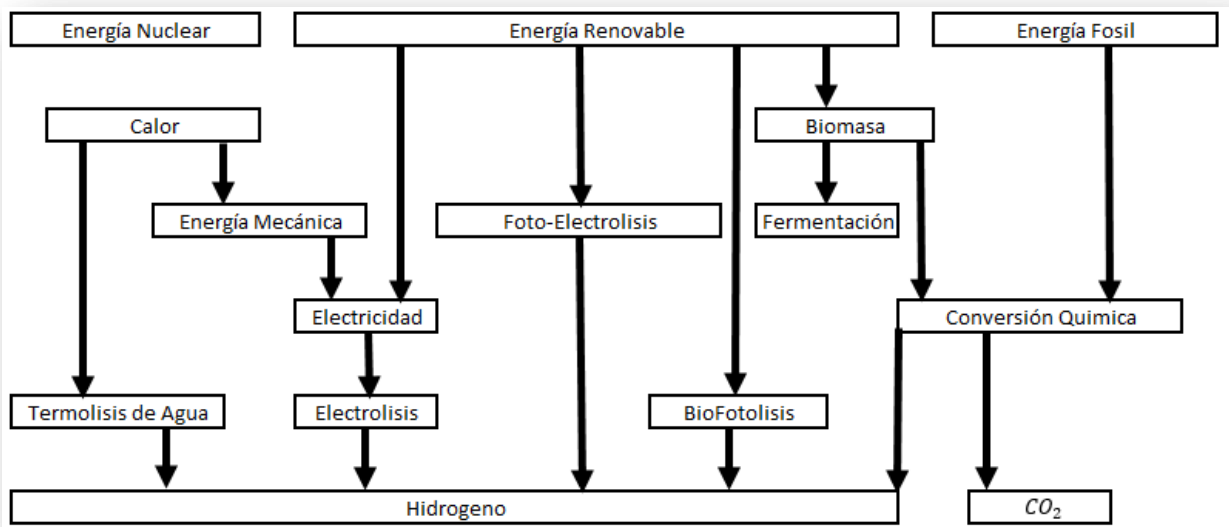 Energía Nuclear
Energía Renovable
Energía Fosil
Calor
Biomasa
Energía Mecánica
Foto-Electrolisis
Fermentación
Electricidad
Conversión Quimica
Termolisis de Agua
Electrolisis
BioFotolisis
Hidrogeno
CO₂